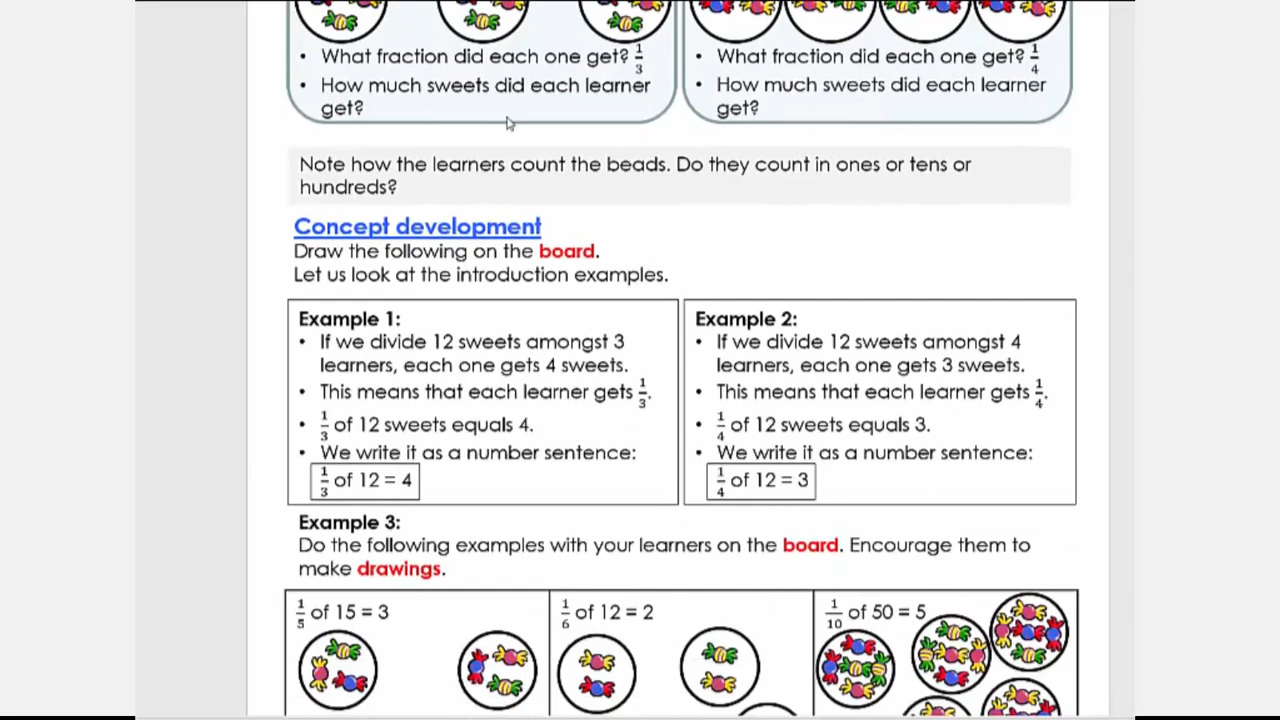 • What fraction did each one get? 1/3
• How much sweets did each learner
get?
• What fraction did each one get? 1/4
• How much sweets did each learner
get?
Note how the learners count the beads. Do they count in ones or tens or
hundreds?
Concept development
Draw the following on the board.
Let us look at the introduction examples.
Example 1:
• If we divide 12 sweets amongst 3
learners, each one gets 4 sweets.
• This means that each learner gets 1/3.
• 1/3 of 12 sweets equals 4.
• We write it as a number sentence:
1/3 of 12 = 4
Example 2:
• If we divide 12 sweets amongst 4
learners, each one gets 3 sweets.
• This means that each learner gets 1/4.
• 1/4 of 12 sweets equals 3.
• We write it as a number sentence:
1/4 of 12 = 3
Example 3:
Do the following examples with your learners on the board. Encourage them to
make drawings.
1/5 of 15 = 3
1/6 of 12 = 2
1/10 of 50 = 5